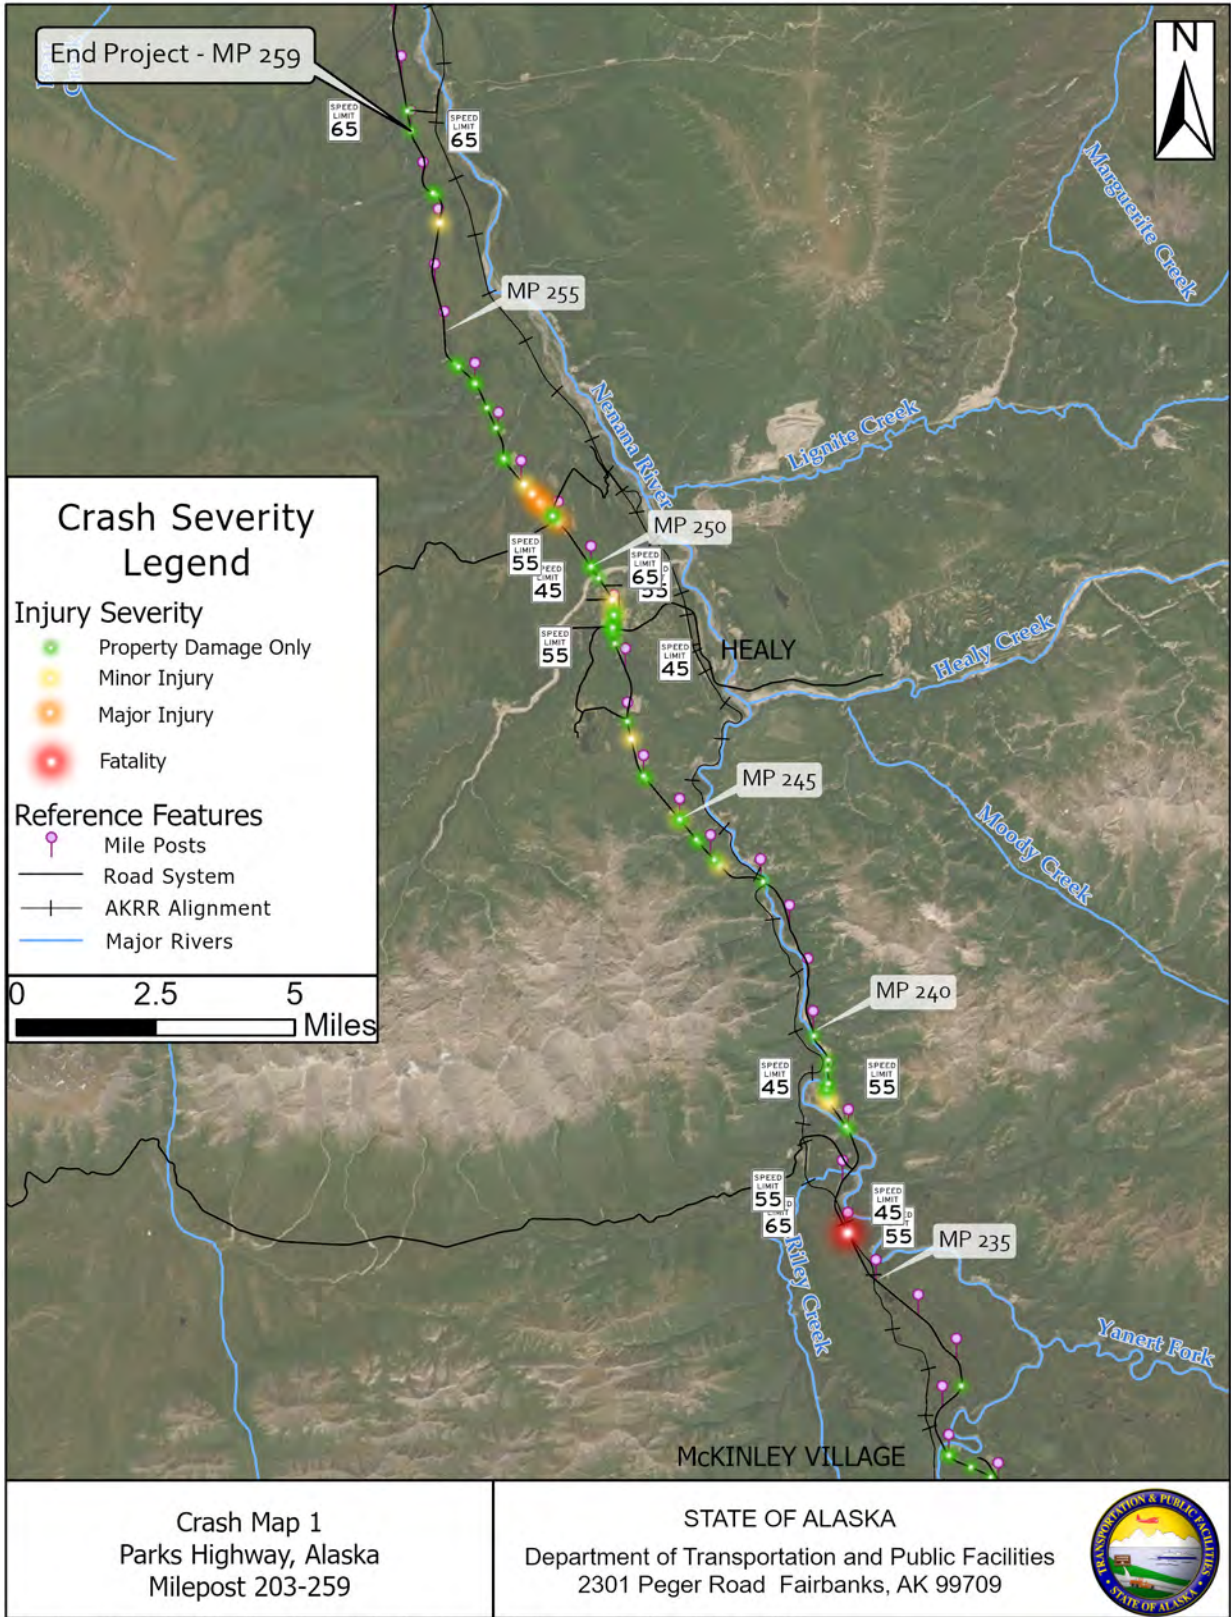 End Project - MP 259
N
SPEED
LIMIT
65
SPEED
LIMIT
65
Marguerite Creek
MP 255
Nenana River
Lignite Creek
Crash Severity
Legend
Injury Severity
Property Damage Only
Minor Injury
Major Injury
Fatality
Reference Features
Mile Posts
Road System
AKRR Alignment
Major Rivers
0 2.5 5
Miles
MP 250
SPEED
LIMIT
55
SPEED
LIMIT
65
45
55
SPEED
LIMIT
55
SPEED
LIMIT
45
HEALY
Healy Creek
MP 245
Moody Creek
MP 240
SPEED
LIMIT
45
SPEED
LIMIT
55
SPEED
LIMIT
55
SPEED
LIMIT
45
65
55
MP 235
Riley Creek
Yanert Fork
McKINLEY VILLAGE
Crash Map 1
Parks Highway, Alaska
Milepost 203-259
STATE OF ALASKA
Department of Transportation and Public Facilities
2301 Peger Road Fairbanks, AK 99709
TRANSPORTATION & PUBLIC FACILITIES
STATE OF ALASKA